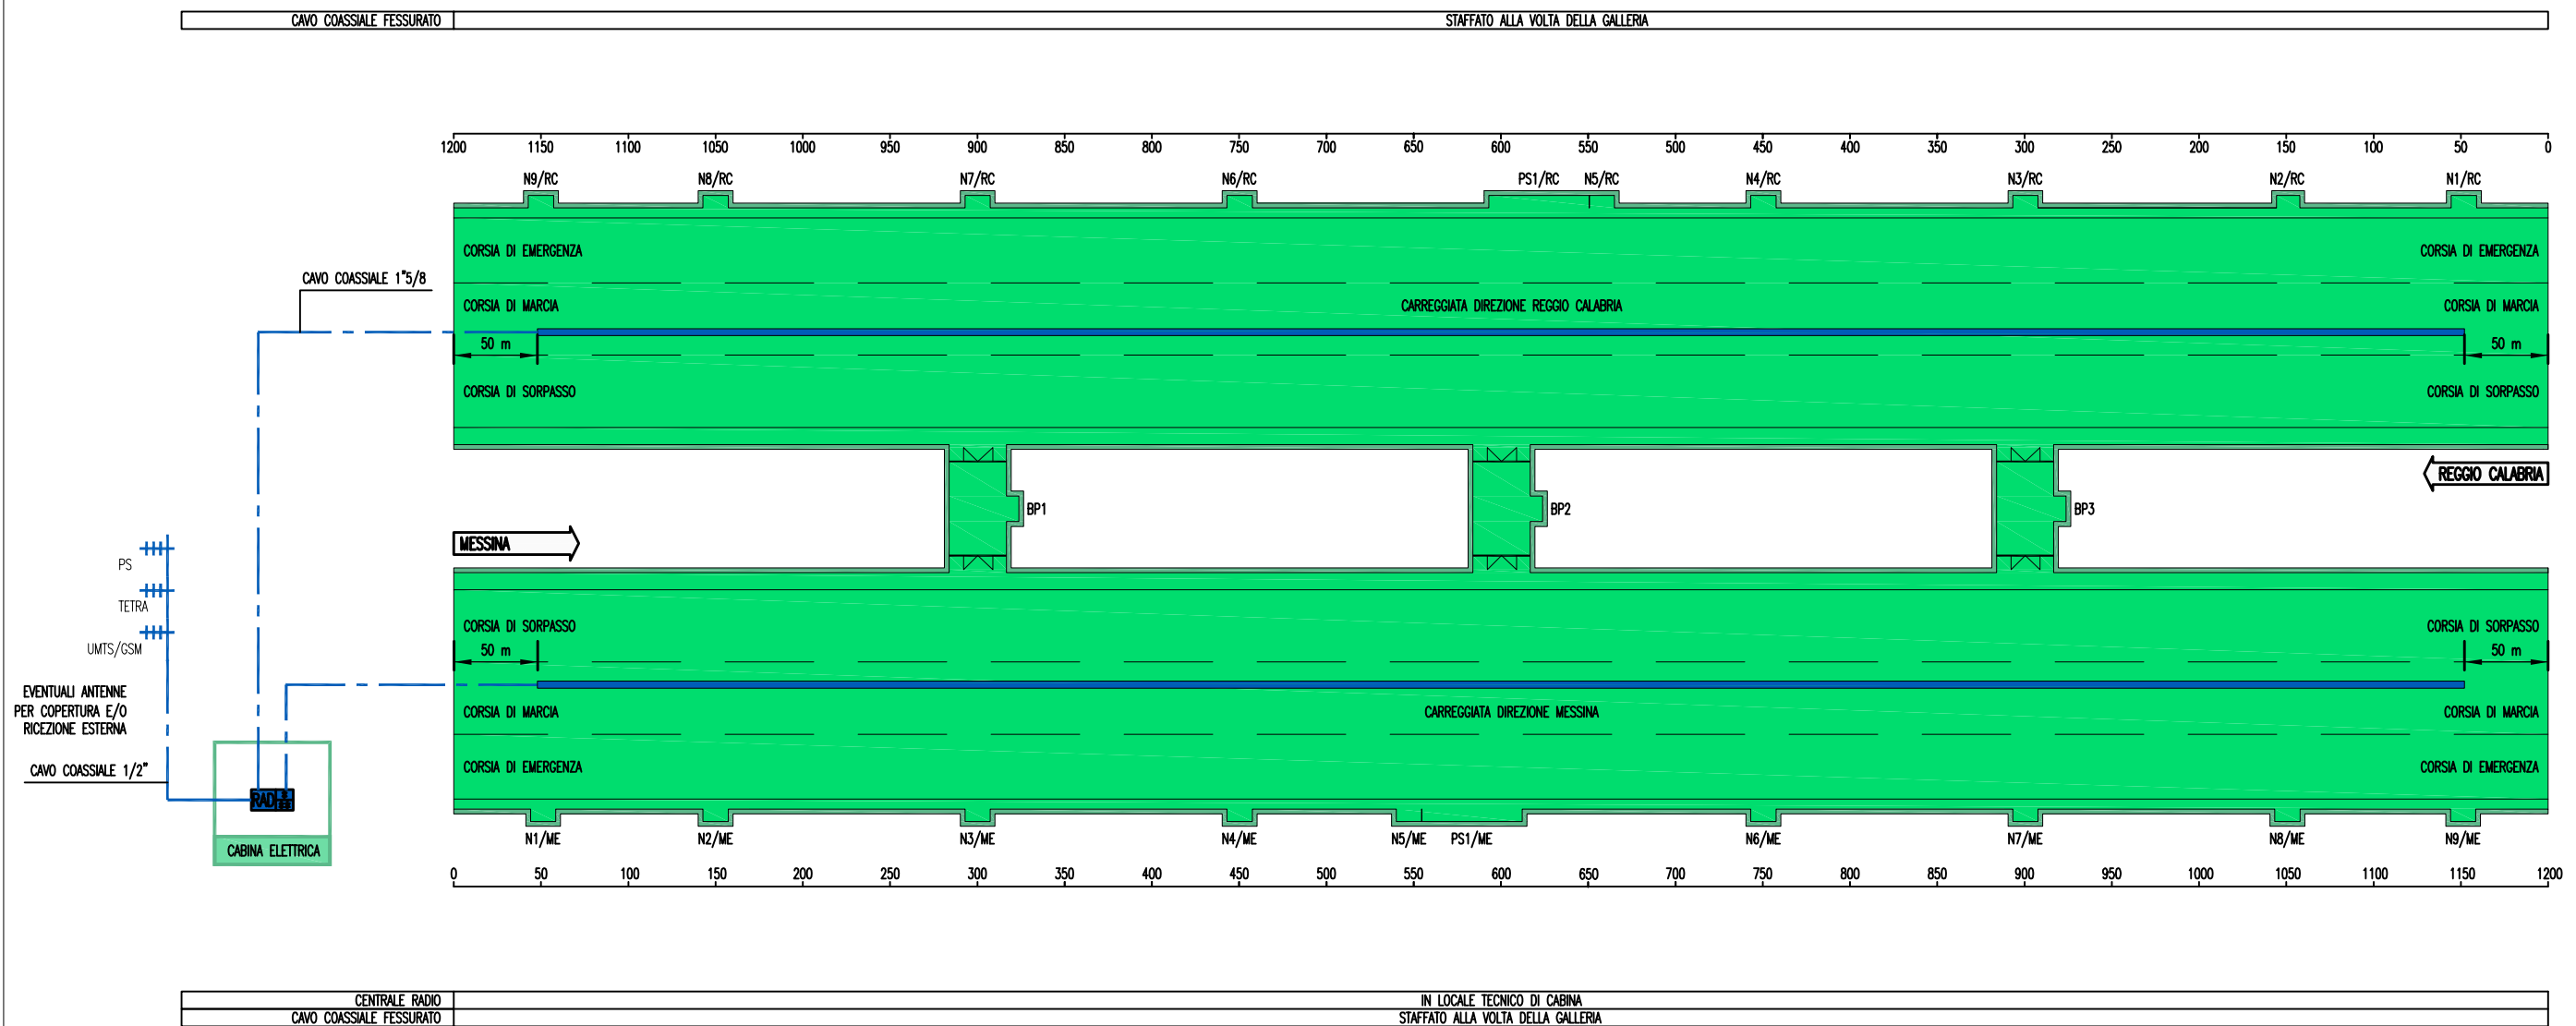 CAVO COASSIALE FESSURATO STAFFATO ALLA VOLTA DELLA GALLERIA
1200 1150 1100 1050 1000 950 900 850 800 750 700 650 600 550 500 450 400 350 300 250 200 150 100 50 0
N9/RC N8/RC N7/RC N6/RC PS1/RC N5/RC N4/RC N3/RC N2/RC N1/RC
CORSIA DI EMERGENZA CORSIA DI EMERGENZA
CAVO COASSIALE 1"5/8
CORSIA DI MARCIA CARREGGIATA DIREZIONE REGGIO CALABRIA CORSIA DI MARCIA
50 m 50 m
CORSIA DI SORPASSO CORSIA DI SORPASSO
REGGIO CALABRIA
BP1 BP2 BP3
MESSINA
PS
TETRA
UMTS/GSM
CORSIA DI SORPASSO CORSIA DI SORPASSO
50 m 50 m
EVENTUALI ANTENNE
PER COPERTURA E/O
RICEZIONE ESTERNA
CORSIA DI MARCIA CARREGGIATA DIREZIONE MESSINA CORSIA DI MARCIA
CAVO COASSIALE 1/2"
CORSIA DI EMERGENZA CORSIA DI EMERGENZA
RAD
CABINA ELETTRICA
N1/ME N2/ME N3/ME N4/ME N5/ME PS1/ME N6/ME N7/ME N8/ME N9/ME
0 50 100 150 200 250 300 350 400 450 500 550 600 650 700 750 800 850 900 950 1000 1050 1100 1150 1200
CENTRALE RADIO IN LOCALE TECNICO DI CABINA
CAVO COASSIALE FESSURATO STAFFATO ALLA VOLTA DELLA GALLERIA